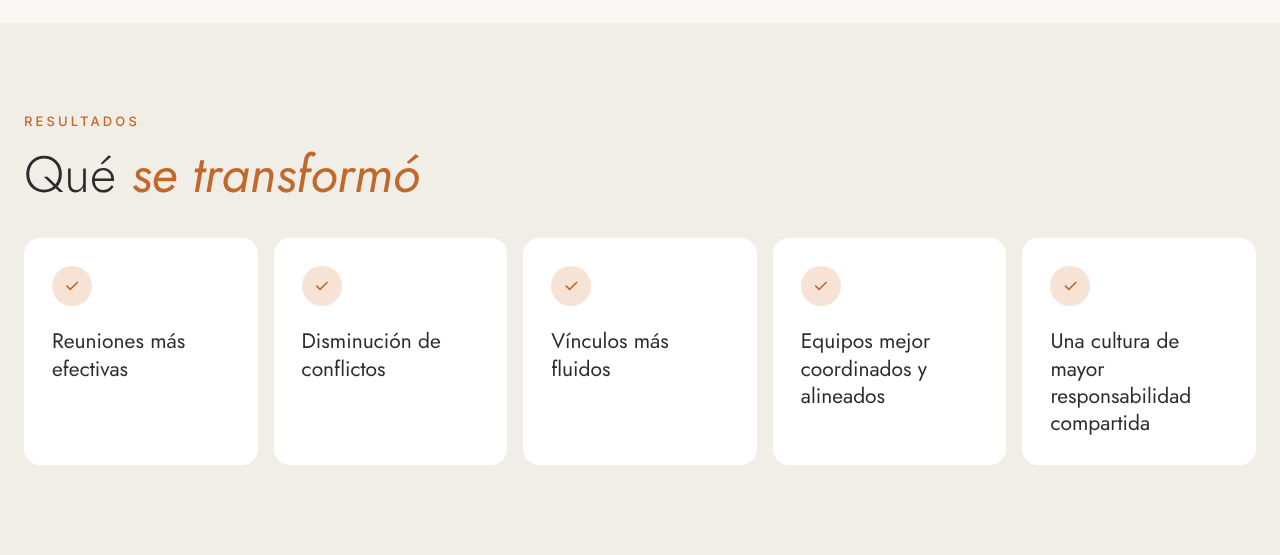 RESULTADOS
Qué se transformó
Reuniones más
efectivas
Disminución de
conflictos
Vínculos más
fluidos
Equipos mejor
coordinados y
alineados
Una cultura de
mayor
responsabilidad
compartida